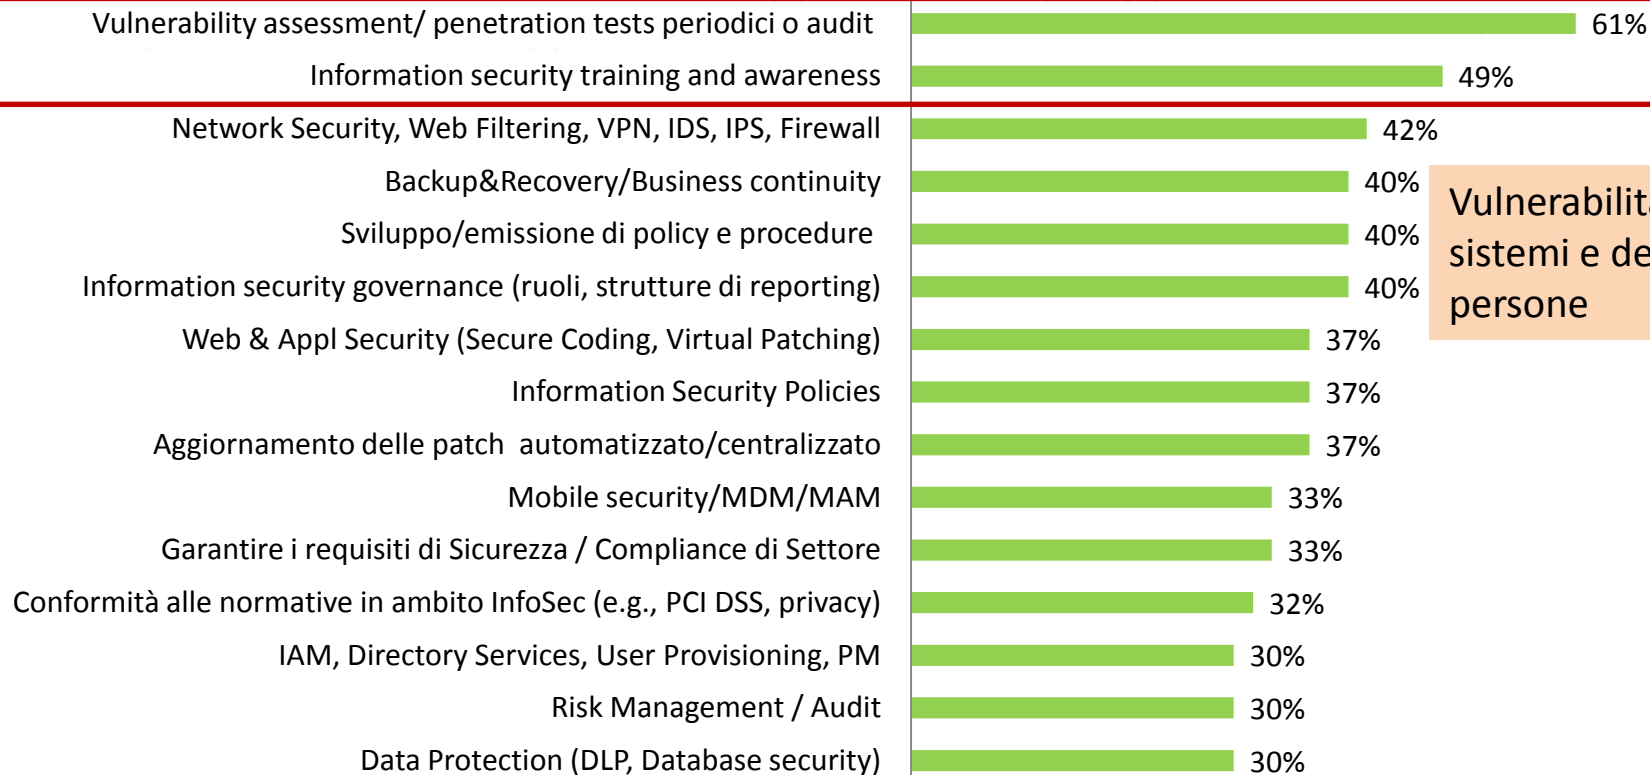 Vulnerability assessment/ penetration tests periodici o audit 61%
Information security training and awareness 49%
Network Security, Web Filtering, VPN, IDS, IPS, Firewall 42%
Backup&Recovery/Business continuity 40%
Sviluppo/emissione di policy e procedure 40%
Information security governance (ruoli, strutture di reporting) 40%
Vulnerabilità
sistemi e de
persone
Web & Appl Security (Secure Coding, Virtual Patching) 37%
Information Security Policies 37%
Aggiornamento delle patch automatizzato/centralizzato 37%
Mobile security/MDM/MAM 33%
Garantire i requisiti di Sicurezza / Compliance di Settore 33%
Conformità alle normative in ambito InfoSec (e.g., PCI DSS, privacy) 32%
IAM, Directory Services, User Provisioning, PM 30%
Risk Management / Audit 30%
Data Protection (DLP, Database security) 30%